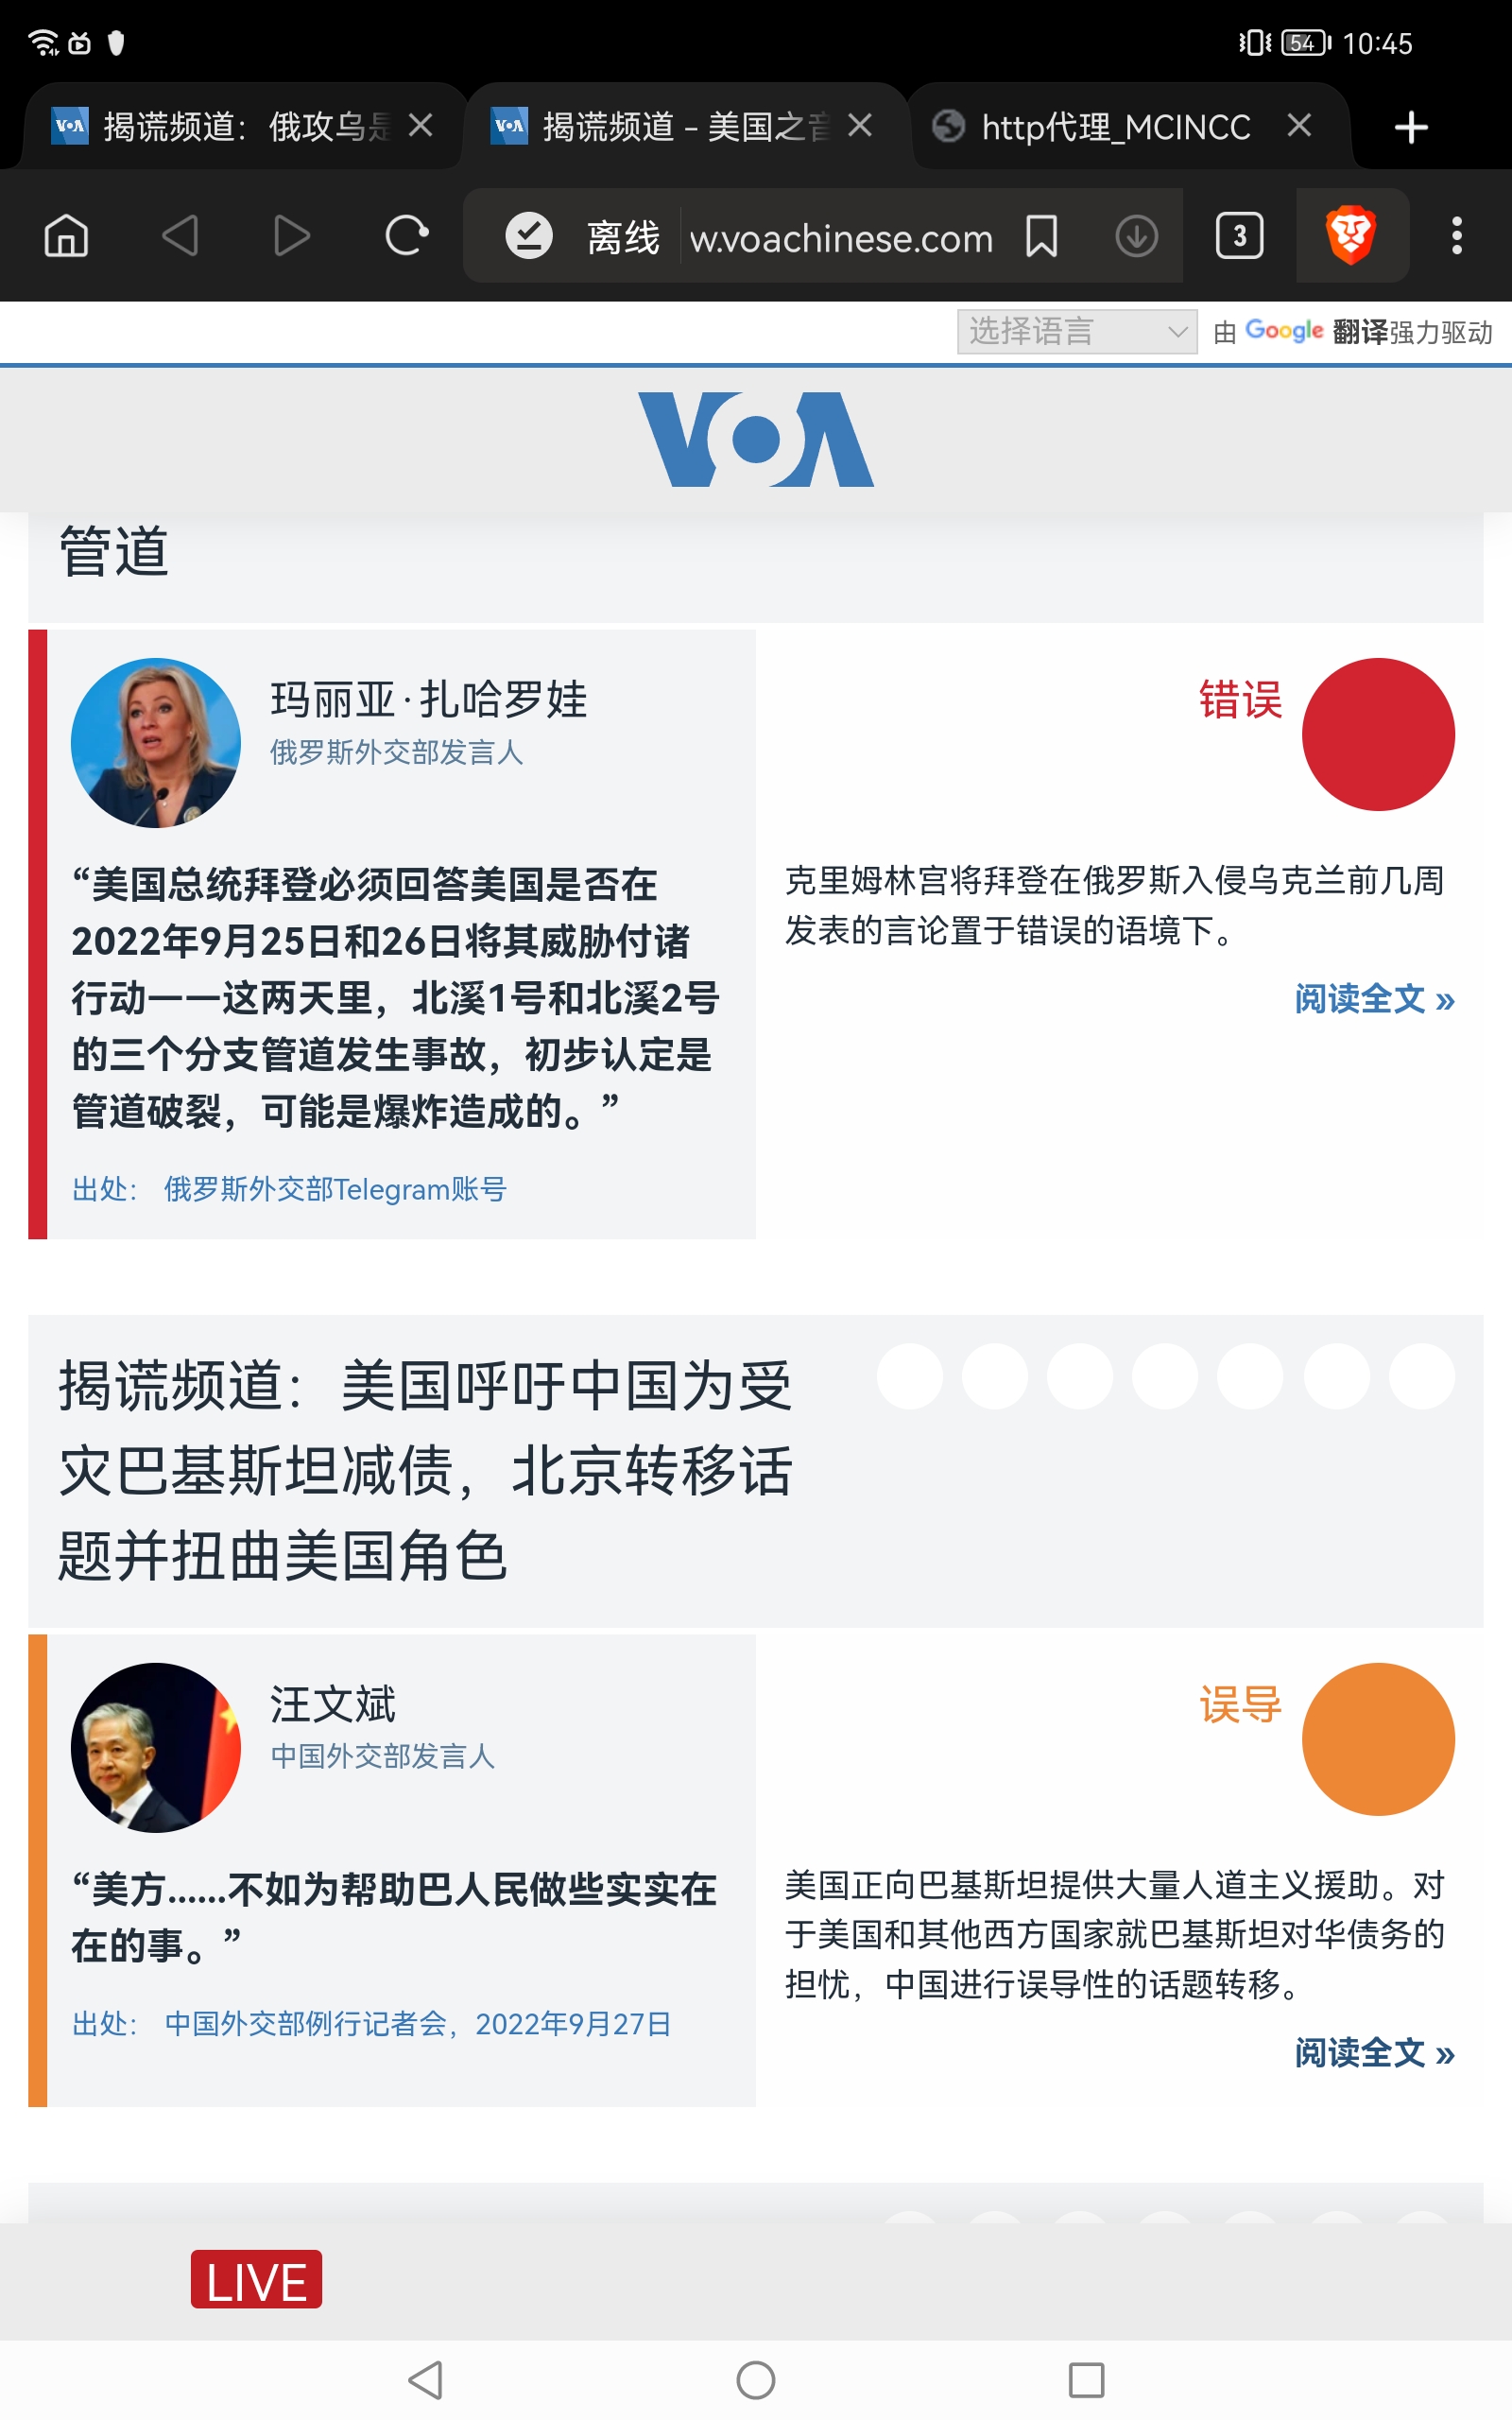 54 10:45
揭谎频道：俄攻乌是
揭谎频道 - 美国之音
http代理_MCINCC
离线 w.voachinese.com 3
选择语言 由 Google 翻译强力驱动
VOA
管道
玛丽亚·扎哈罗娃
俄罗斯外交部发言人
“美国总统拜登必须回答美国是否在
2022年9月25日和26日将其威胁付诸
行动——这两天里，北溪1号和北溪2号
的三个分支管道发生事故，初步认定是
管道破裂，可能是爆炸造成的。”
出处： 俄罗斯外交部Telegram账号
错误
克里姆林宫将拜登在俄罗斯入侵乌克兰前几周
发表的言论置于错误的语境下。
阅读全文 »
揭谎频道：美国呼吁中国为受
灾巴基斯坦减债，北京转移话
题并扭曲美国角色
汪文斌
中国外交部发言人
“美方......不如为帮助巴人民做些实实在
在的事。”
出处： 中国外交部例行记者会，2022年9月27日
误导
美国正向巴基斯坦提供大量人道主义援助。对
于美国和其他西方国家就巴基斯坦对华债务的
担忧，中国进行误导性的话题转移。
阅读全文 »
LIVE